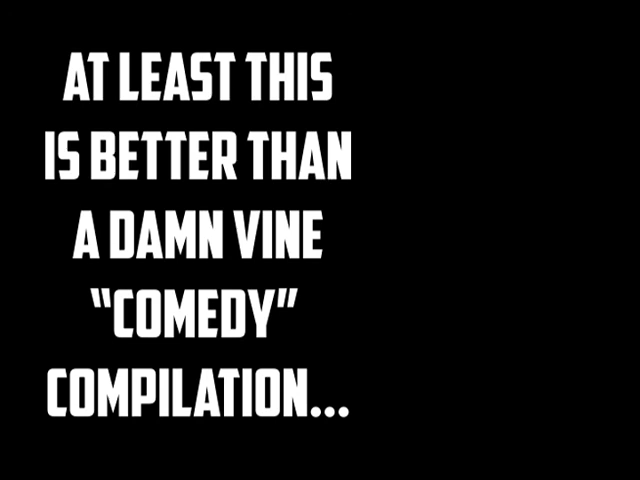 AT LEAST THIS
IS BETTER THAN
A DAMN VINE
“COMEDY”
COMPILATION...